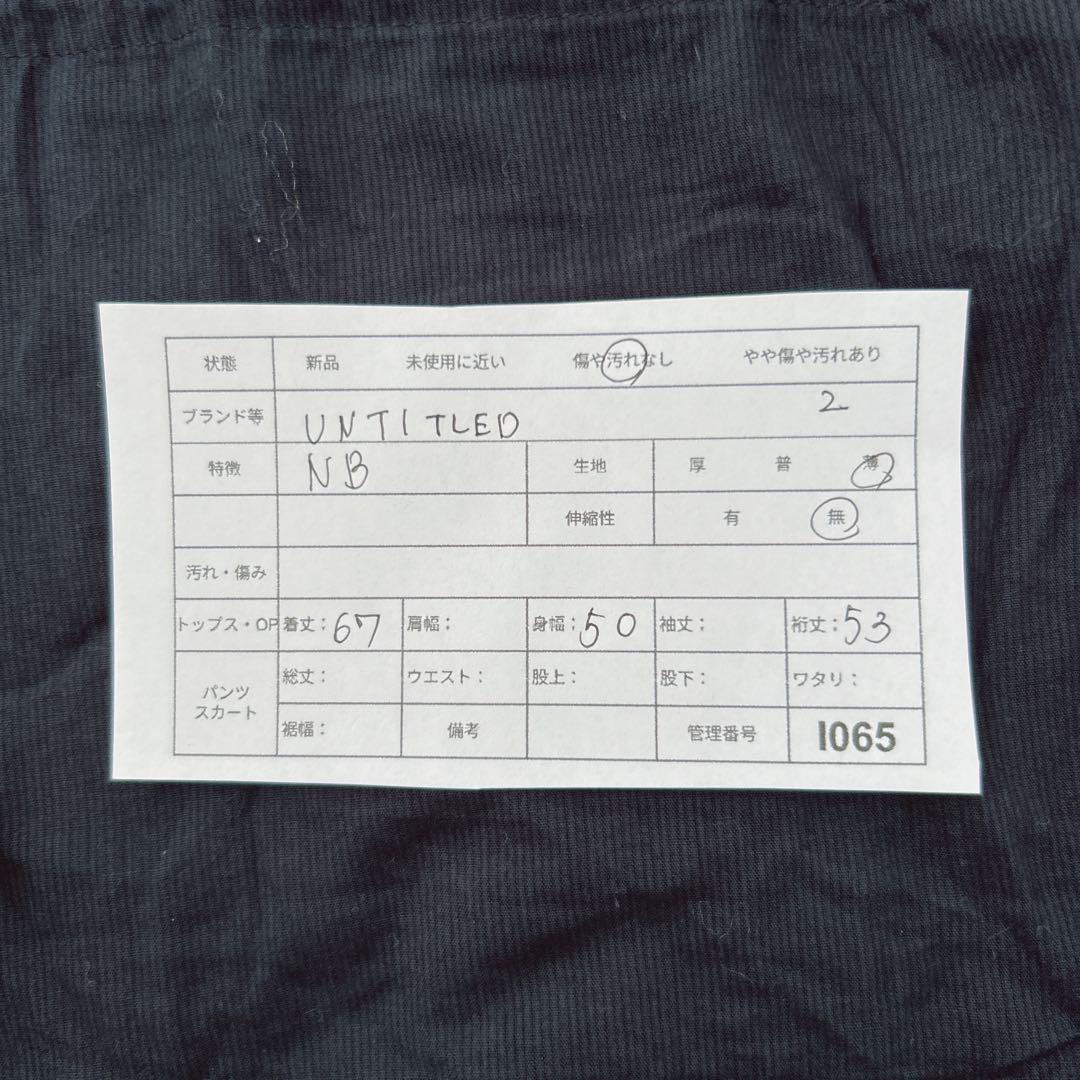 状態 新品 未使用に近い 傷や汚れなし やや傷や汚れあり
ブランド等 UNTITLED 2
特徴 NB 生地 厚 普 薄
伸縮性 有 無
汚れ・傷み
トップス・OP 着丈：67 肩幅： 身幅：50 袖丈： 裄丈：53
パンツ スカート 総丈： ウエスト： 股上： 股下： ワタリ：
裾幅： 備考 管理番号 I065